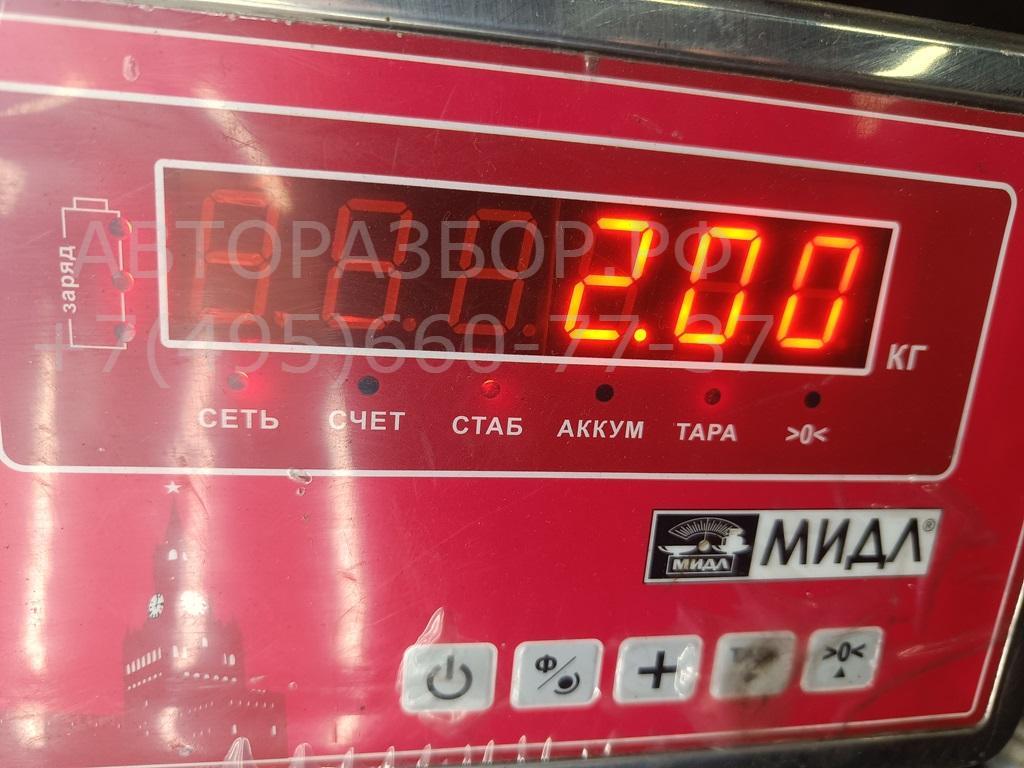 АВТОРАЗБОР.РФ
+7(495)660-77-37
заряд
2.00
кг
СЕТЬ СЧЕТ СТАБ АККУМ ТАРА >0<
МИДЛ МИДЛ®
Ф >0<